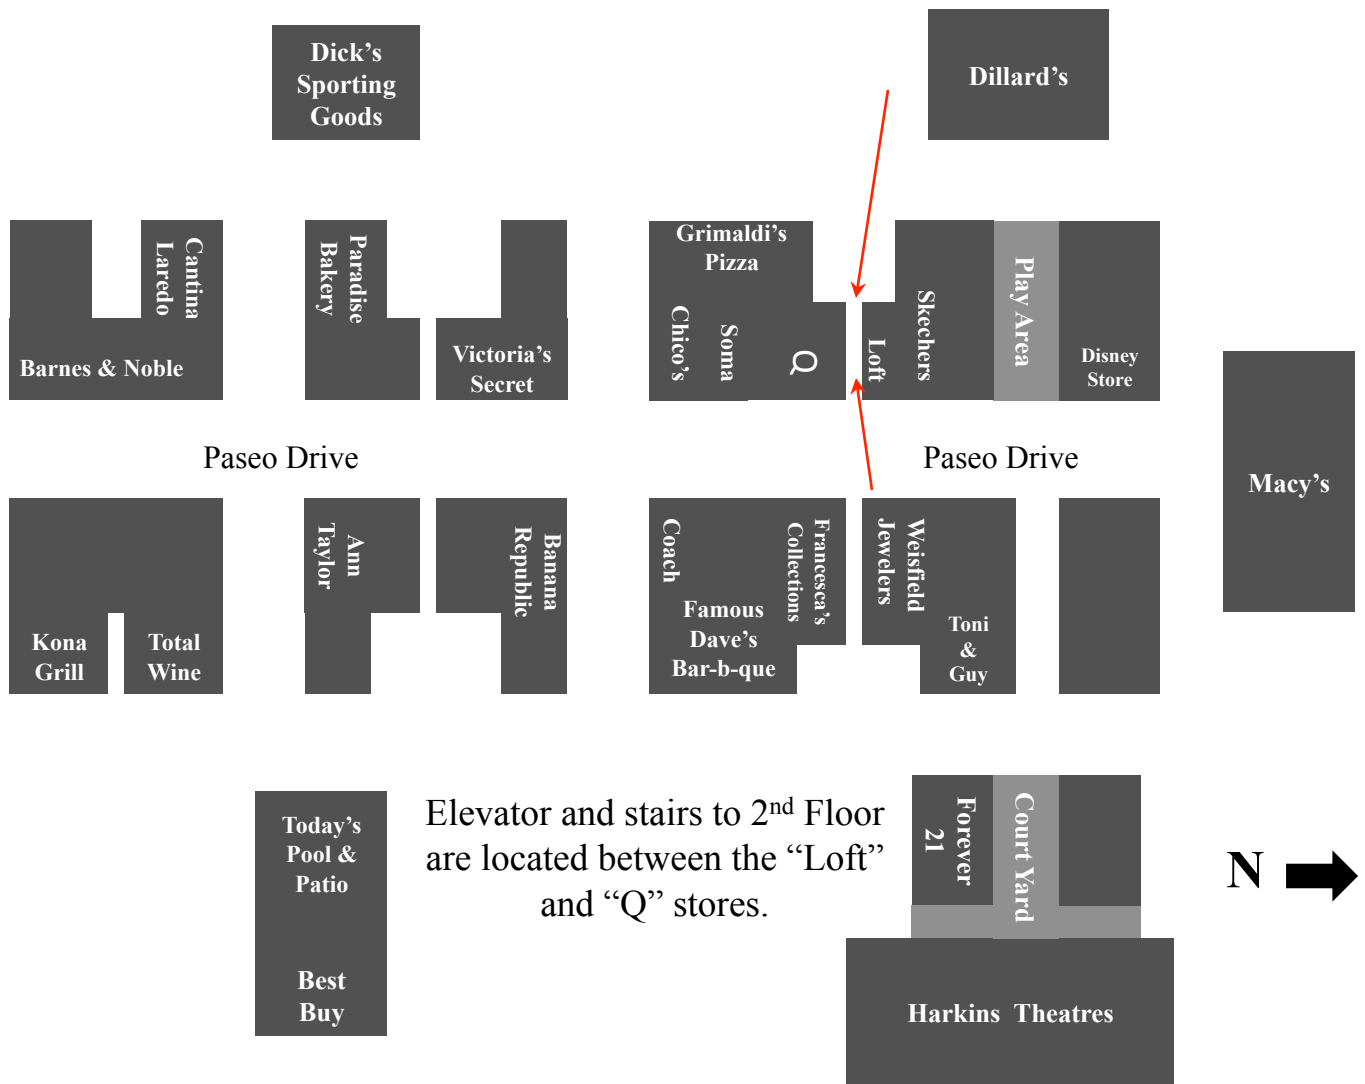 Dick’s
Sporting
Goods
Dillard’s
Cantina
Laredo
Barnes & Noble
Paradise
Bakery
Victoria’s
Secret
Grimaldi’s
Pizza
Chico’s
Soma
Q
Loft
Skechers
Play Area
Disney
Store
Macy’s
Paseo Drive
Paseo Drive
Kona
Grill
Total
Wine
Ann
Taylor
Banana
Republic
Coach
Famous
Dave’s
Bar-b-que
Francesca’s
Collections
Weisfield
Jewelers
Toni
&
Guy
Today’s
Pool &
Patio
Best
Buy
Elevator and stairs to 2nd Floor
are located between the “Loft”
and “Q” stores.
Forever
21
Court Yard
N
Harkins Theatres